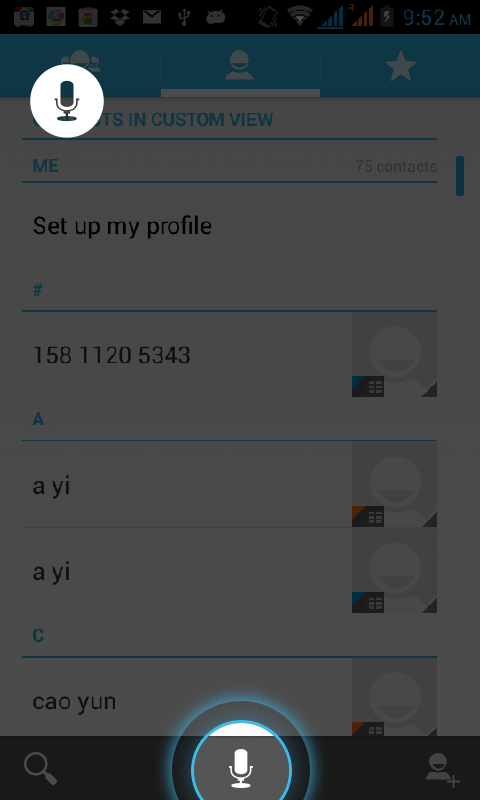 9:52 AM
TS IN CUSTOM VIEW
ME 75 contacts
Set up my profile
#
158 1120 5343
A
a yi
a yi
C
cao yun